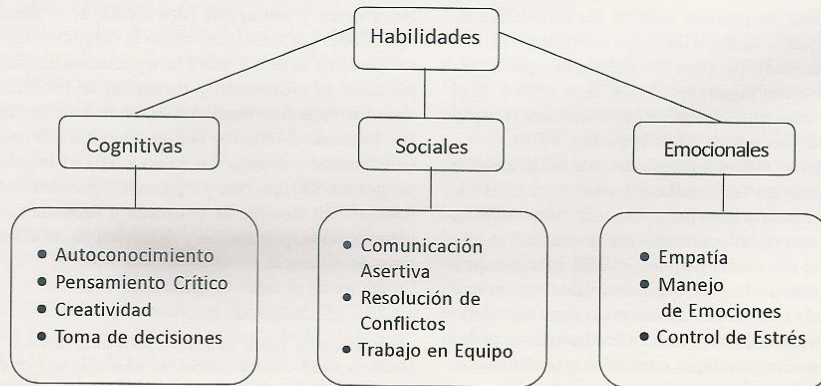 Habilidades
Cognitivas
Sociales
Emocionales
• Autoconocimiento
• Pensamiento Crítico
• Creatividad
• Toma de decisiones
• Comunicación
Asertiva
• Resolución de
Conflictos
• Trabajo en Equipo
• Empatía
• Manejo
de Emociones
• Control de Estrés